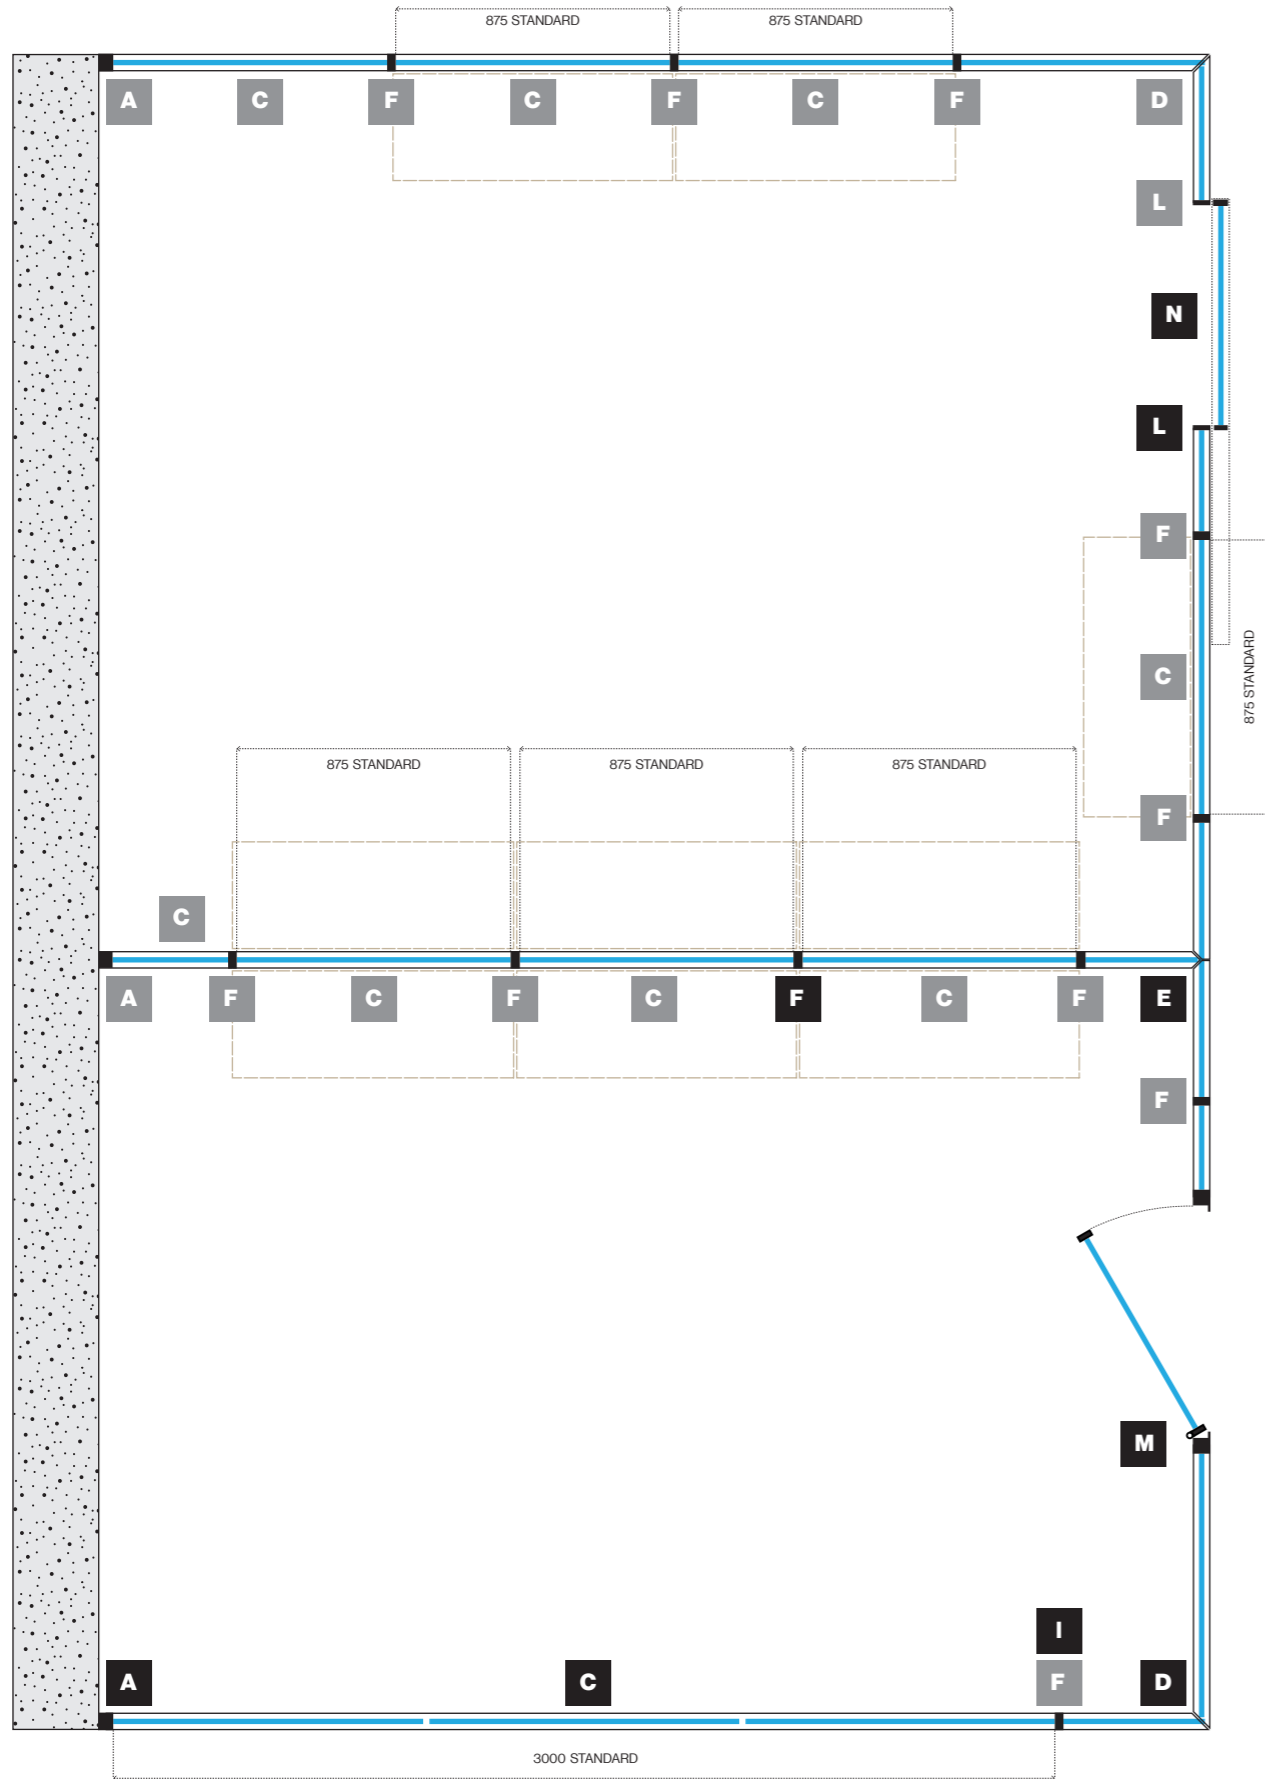 875 STANDARD 875 STANDARD
A C F C F C F D
L
N
L
F
C
875 STANDARD
875 STANDARD 875 STANDARD 875 STANDARD
F
C
A F C F C F C F E
F
M
I
A C F D
3000 STANDARD